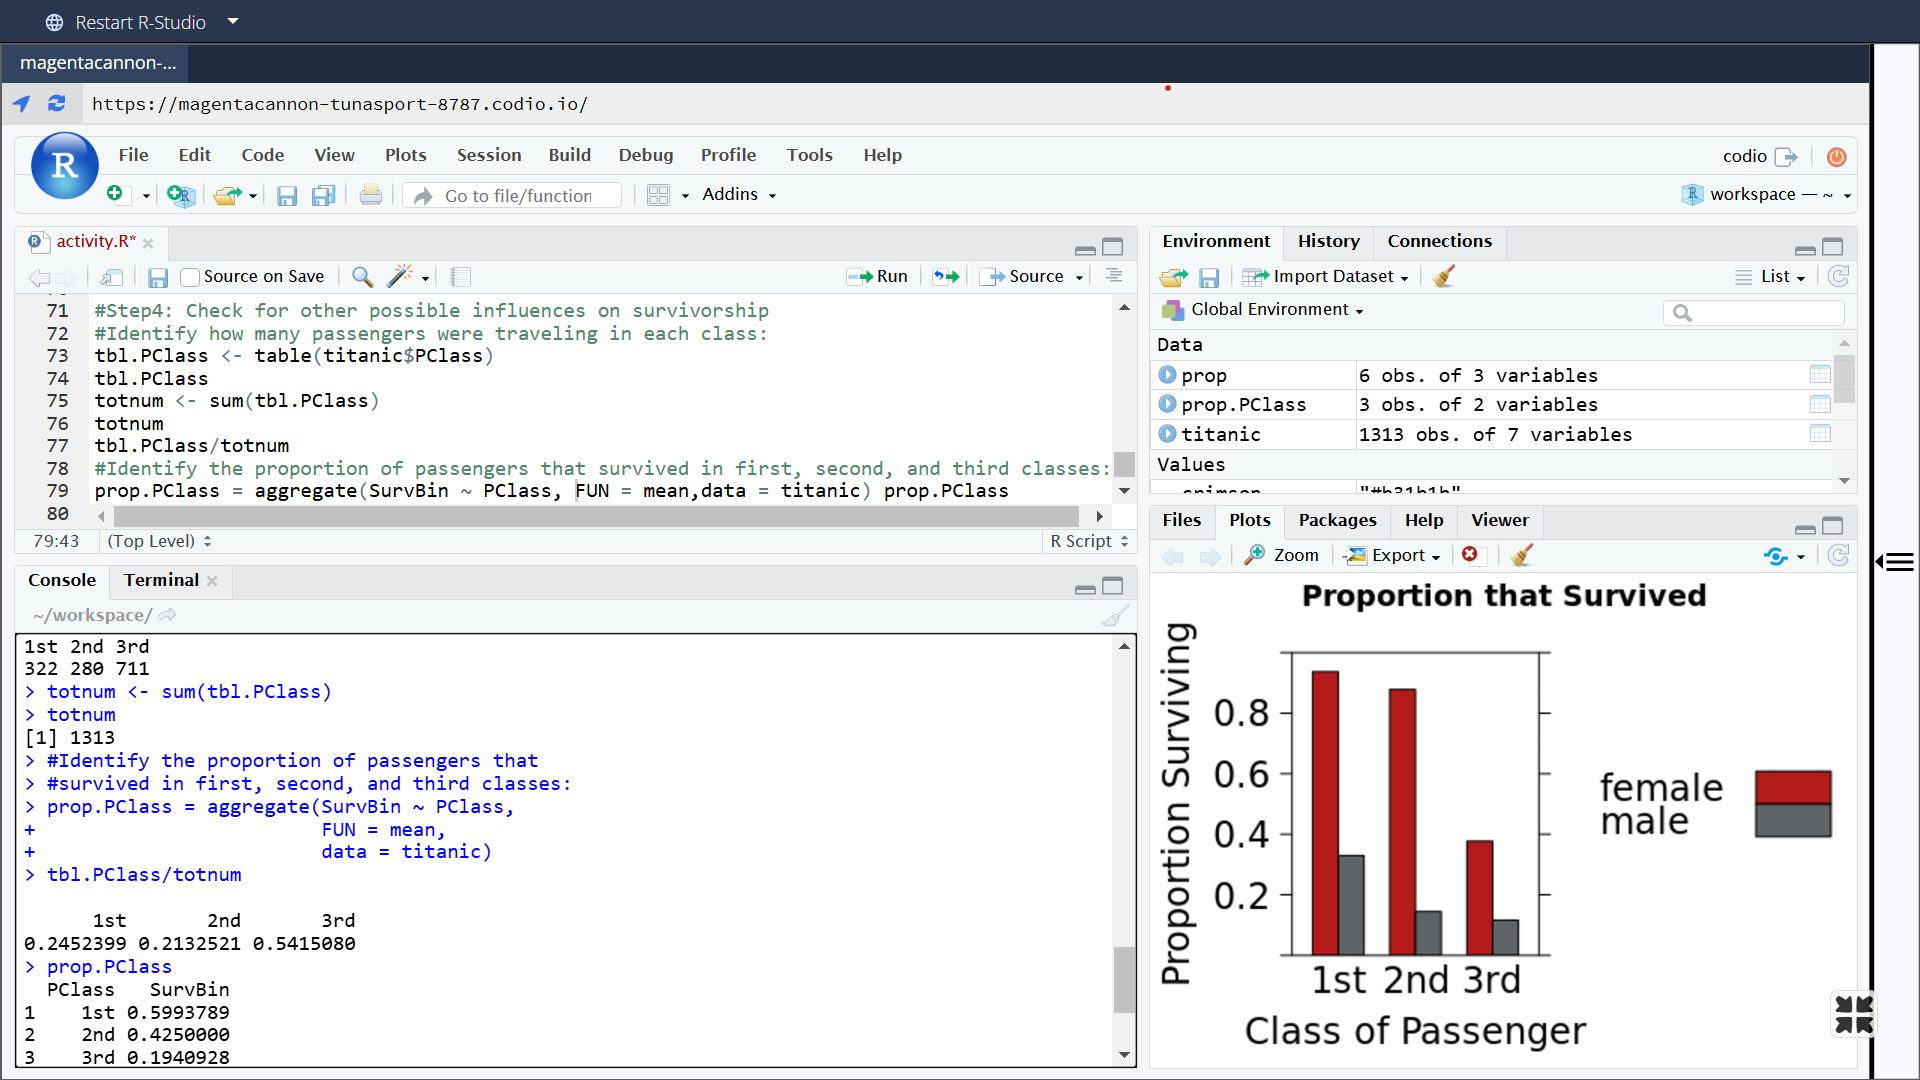 Restart R-Studio
magentacannon-...
https://magentacannon-tunasport-8787.codio.io/
R
File Edit Code View Plots Session Build Debug Profile Tools Help
codio
Go to file/function
Addins
workspace — ~
activity.R*
Source on Save
Run
Source
71 #Step4: Check for other possible influences on survivorship
72 #Identify how many passengers were traveling in each class:
73 tbl.PClass <- table(titanic$PClass)
74 tbl.PClass
75 totnum <- sum(tbl.PClass)
76 totnum
77 tbl.PClass/totnum
78 #Identify the proportion of passengers that survived in first, second, and third classes:
79 prop.PClass = aggregate(SurvBin ~ PClass, FUN = mean,data = titanic) prop.PClass
80
79:43 (Top Level) R Script
Console Terminal
~/workspace/
1st 2nd 3rd
322 280 711
> totnum <- sum(tbl.PClass)
> totnum
[1] 1313
> #Identify the proportion of passengers that
> #survived in first, second, and third classes:
> prop.PClass = aggregate(SurvBin ~ PClass,
+ FUN = mean,
+ data = titanic)
> tbl.PClass/totnum
1st 2nd 3rd
0.2452399 0.2132521 0.5415080
> prop.PClass
PClass SurvBin
1 1st 0.5993789
2 2nd 0.4250000
3 3rd 0.1940928
Environment History Connections
Import Dataset
List
Global Environment
Data
prop 6 obs. of 3 variables
prop.PClass 3 obs. of 2 variables
titanic 1313 obs. of 7 variables
Values
crimson "#b31b1b"
Files Plots Packages Help Viewer
Zoom Export
Proportion that Survived
Proportion Surviving
0.8
0.6
0.4
0.2
1st 2nd 3rd
Class of Passenger
female
male